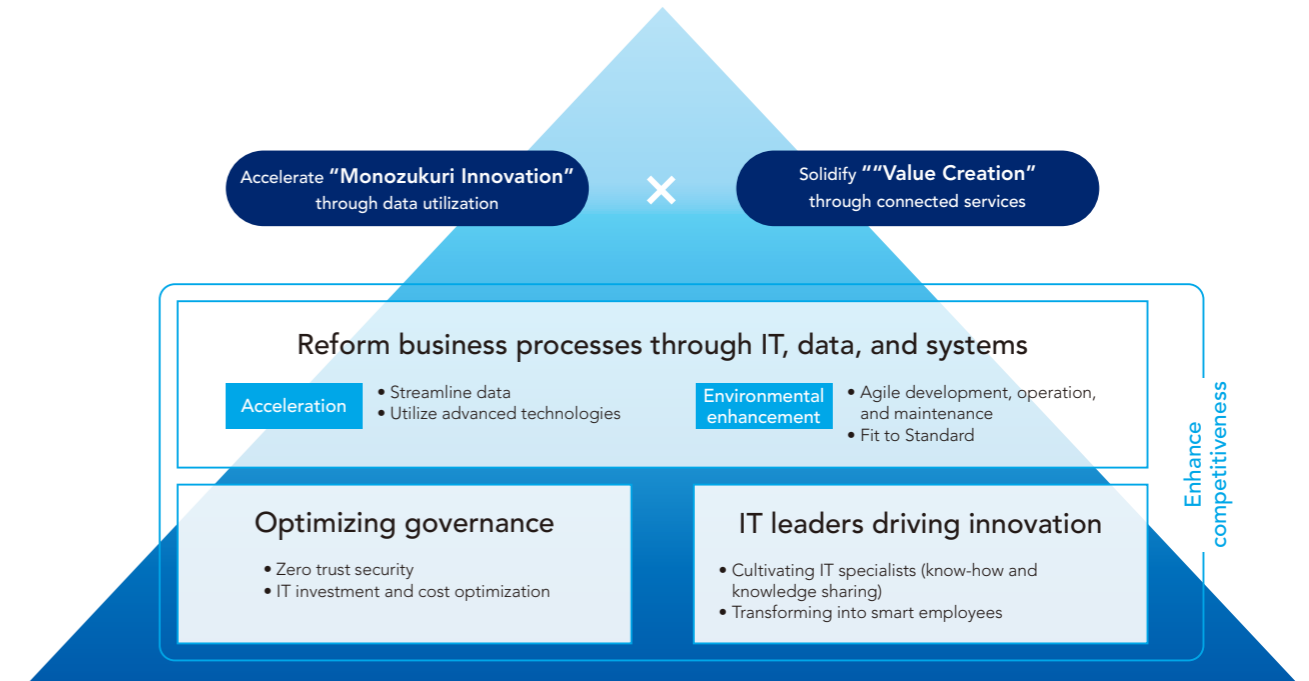 Accelerate "Monozukuri Innovation"
through data utilization
×
Solidify ""Value Creation"
through connected services
Reform business processes through IT, data, and systems
Acceleration
• Streamline data
• Utilize advanced technologies
Environmental
enhancement
• Agile development, operation,
and maintenance
• Fit to Standard
Optimizing governance
• Zero trust security
• IT investment and cost optimization
IT leaders driving innovation
• Cultivating IT specialists (know-how and
knowledge sharing)
• Transforming into smart employees
Enhance
competitiveness